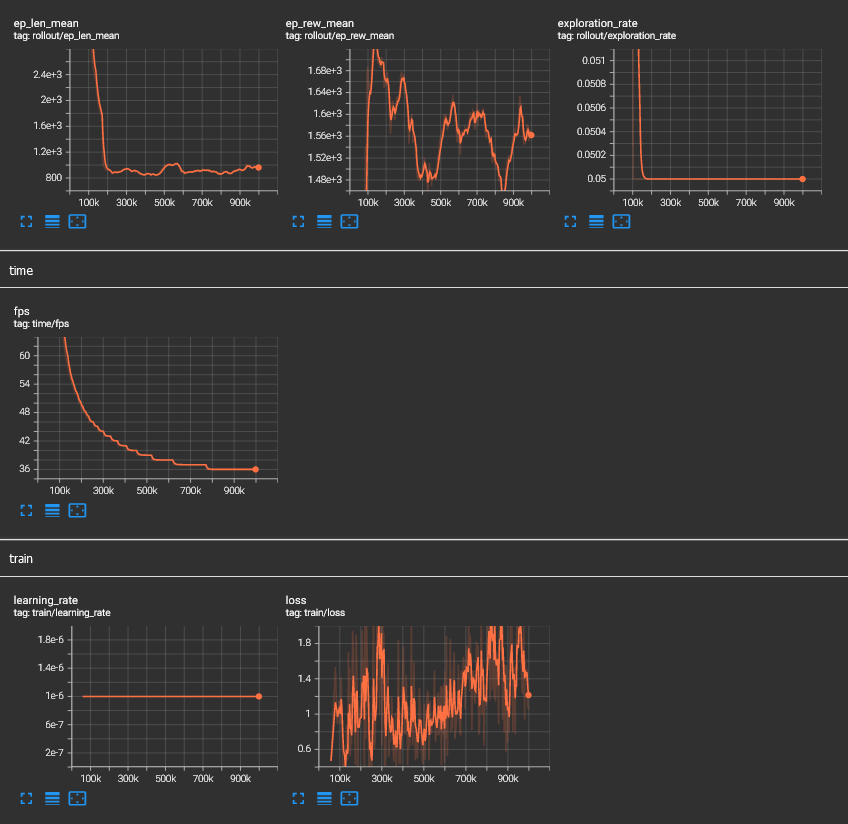 ep_len_mean
tag: rollout/ep_len_mean
2.4e+3
2e+3
1.6e+3
1.2e+3
800
100k 300k 500k 700k 900k
ep_rew_mean
tag: rollout/ep_rew_mean
1.68e+3
1.64e+3
1.6e+3
1.56e+3
1.52e+3
1.48e+3
100k 300k 500k 700k 900k
exploration_rate
tag: rollout/exploration_rate
0.051
0.0508
0.0506
0.0504
0.0502
0.05
100k 300k 500k 700k 900k
time
fps
tag: time/fps
60
54
48
42
36
100k 300k 500k 700k 900k
train
learning_rate
tag: train/learning_rate
1.8e-6
1.4e-6
1e-6
6e-7
2e-7
100k 300k 500k 700k 900k
loss
tag: train/loss
1.8
1.4
1
0.6
100k 300k 500k 700k 900k